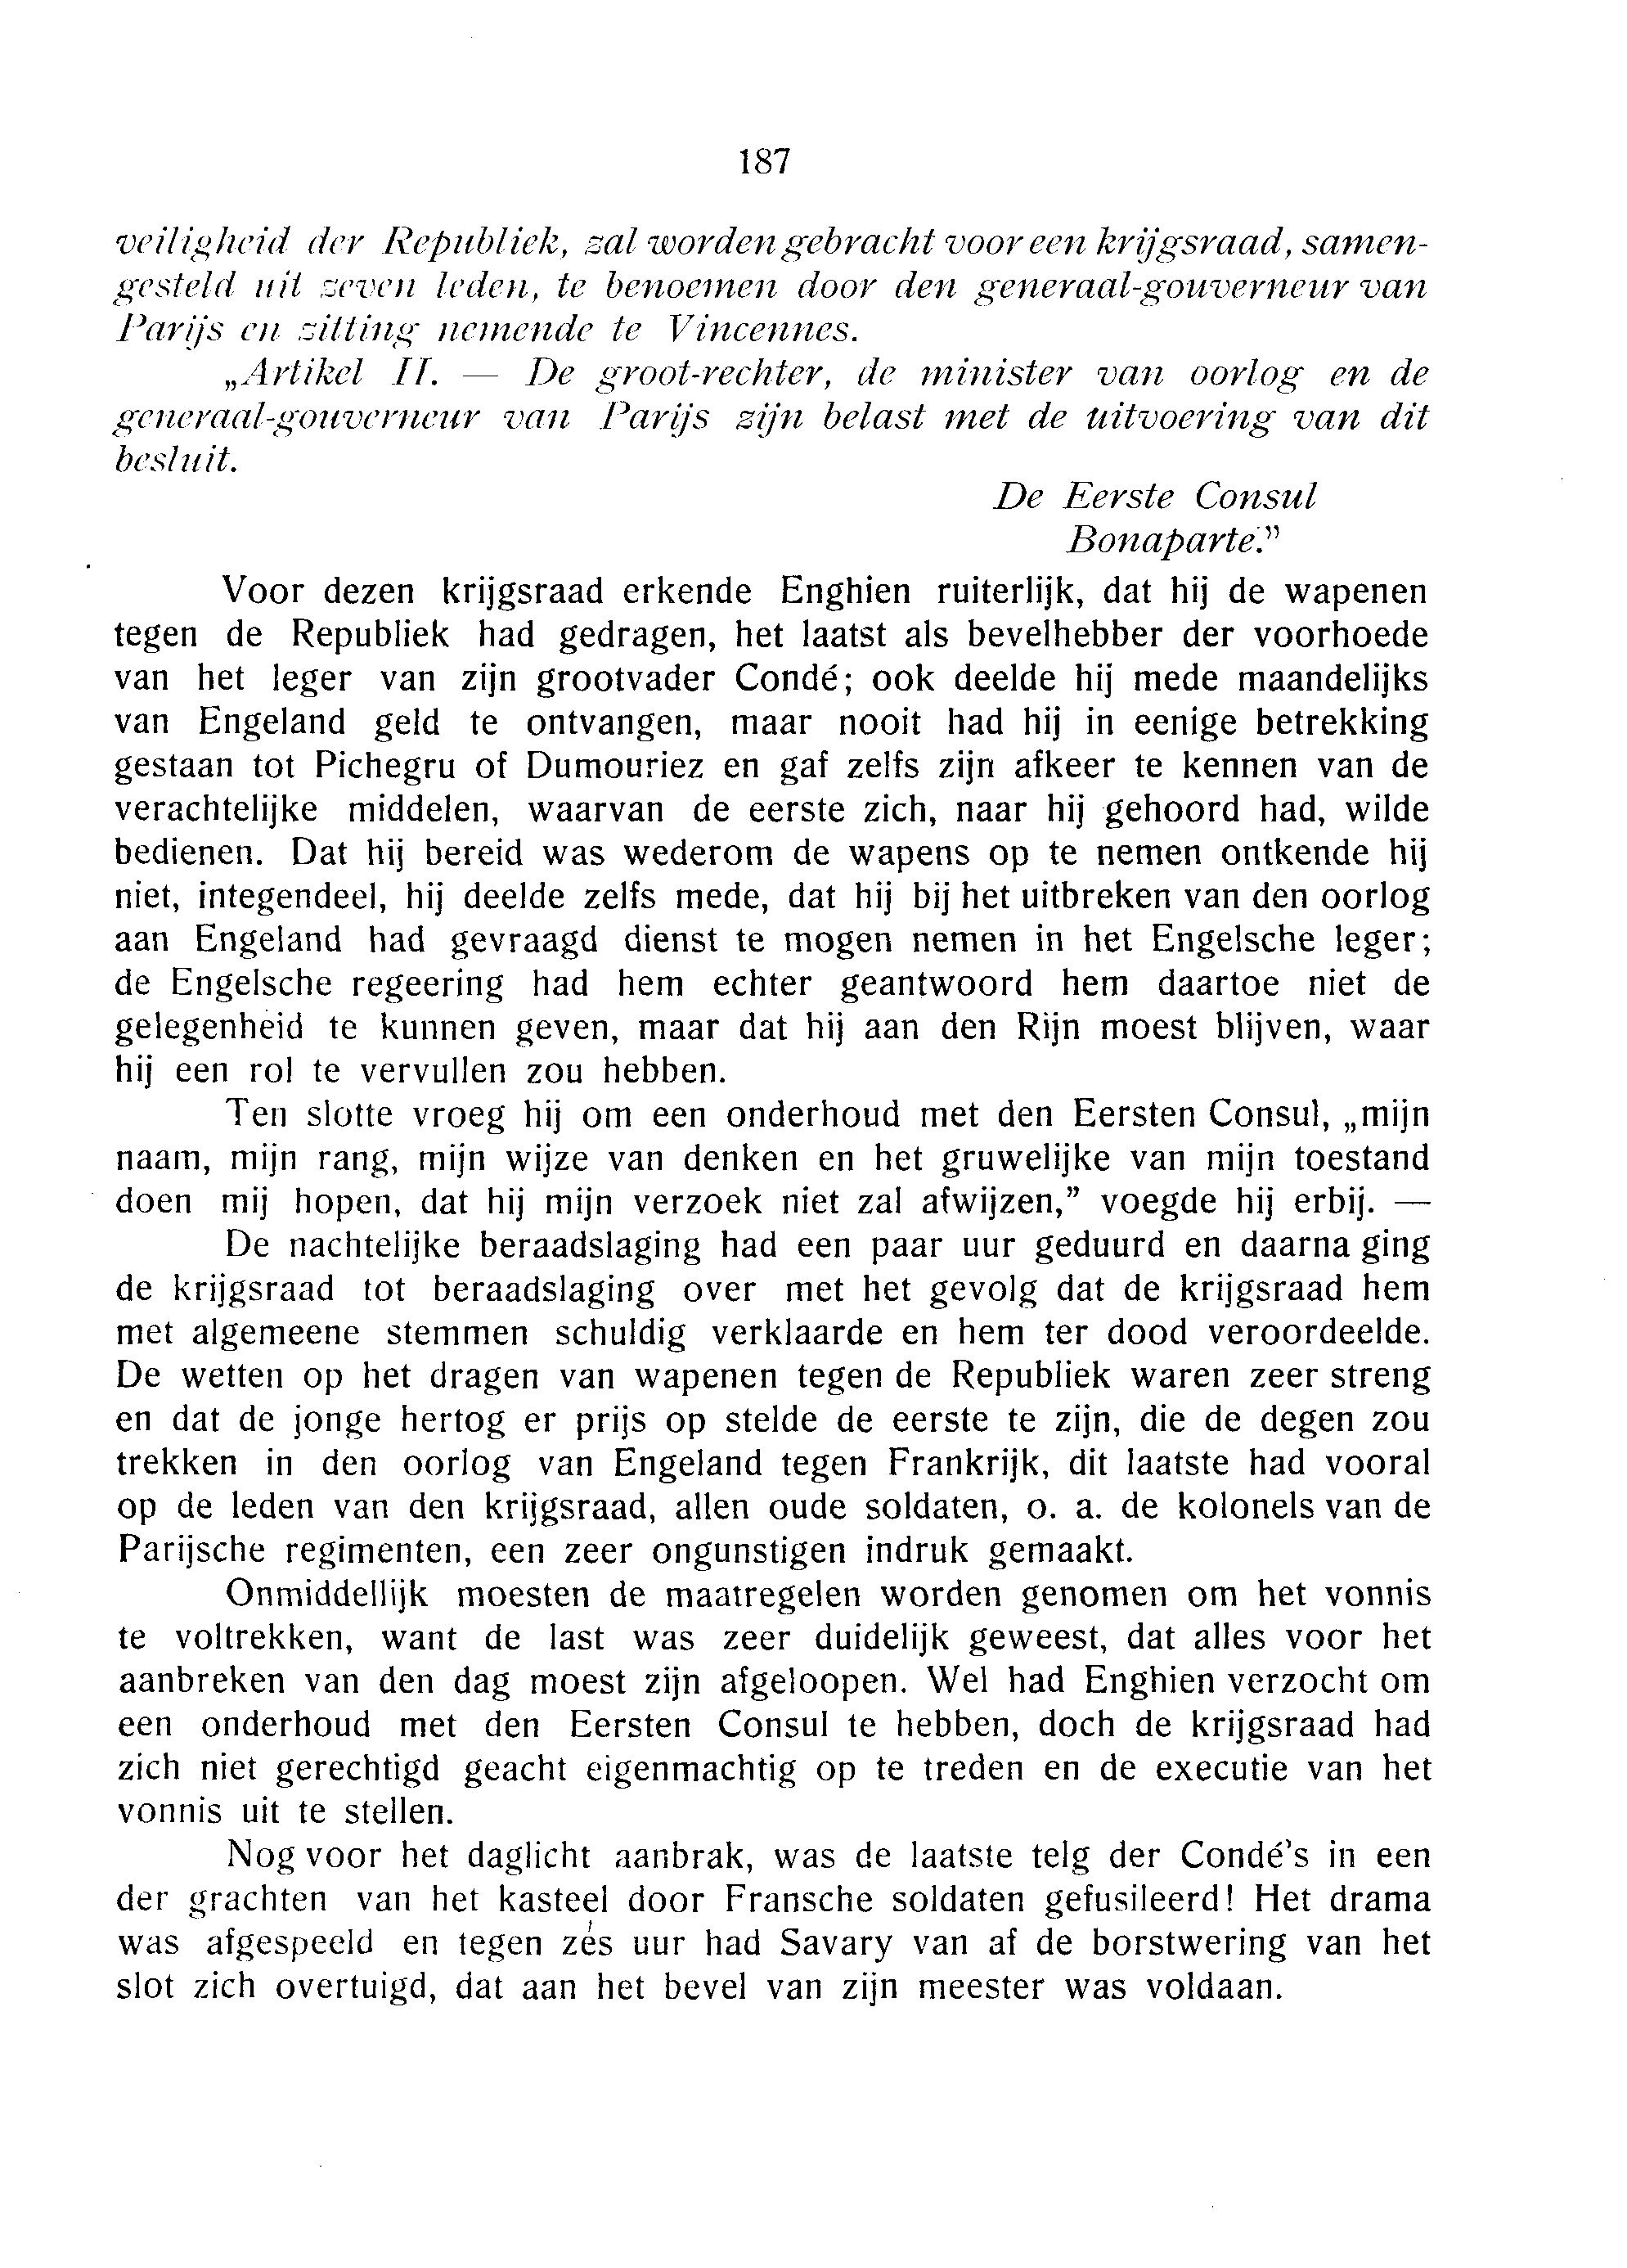 187
veiligheid der Republiek, zal worden gebracht voor een krijgsraad, samen-
gesteld uit zeven leden, te benoemen door den generaal-gouverneur van
Parijs en zitting nemende te Vincennes.
„Artikel II. — De groot-rechter, de minister van oorlog en de
generaal-gouverneur van Parijs zijn belast met de uitvoering van dit
besluit.
De Eerste Consul
Bonaparte.”
Voor dezen krijgsraad erkende Enghien ruiterlijk, dat hij de wapenen
tegen de Republiek had gedragen, het laatst als bevelhebber der voorhoede
van het leger van zijn grootvader Condé; ook deelde hij mede maandelijks
van Engeland geld te ontvangen, maar nooit had hij in eenige betrekking
gestaan tot Pichegru of Dumouriez en gaf zelfs zijn afkeer te kennen van de
verachtelijke middelen, waarvan de eerste zich, naar hij gehoord had, wilde
bedienen. Dat hij bereid was wederom de wapens op te nemen ontkende hij
niet, integendeel, hij deelde zelfs mede, dat hij bij het uitbreken van den oorlog
aan Engeland had gevraagd dienst te mogen nemen in het Engelsche leger;
de Engelsche regeering had hem echter geantwoord hem daartoe niet de
gelegenheid te kunnen geven, maar dat hij aan den Rijn moest blijven, waar
hij een rol te vervullen zou hebben.
Ten slotte vroeg hij om een onderhoud met den Eersten Consul, „mijn
naam, mijn rang, mijn wijze van denken en het gruwelijke van mijn toestand
doen mij hopen, dat hij mijn verzoek niet zal afwijzen,” voegde hij erbij. —
De nachtelijke beraadslaging had een paar uur geduurd en daarna ging
de krijgsraad tot beraadslaging over met het gevolg dat de krijgsraad hem
met algemeene stemmen schuldig verklaarde en hem ter dood veroordeelde.
De wetten op het dragen van wapenen tegen de Republiek waren zeer streng
en dat de jonge hertog er prijs op stelde de eerste te zijn, die de degen zou
trekken in den oorlog van Engeland tegen Frankrijk, dit laatste had vooral
op de leden van den krijgsraad, allen oude soldaten, o. a. de kolonels van de
Parijsche regimenten, een zeer ongunstigen indruk gemaakt.
Onmiddellijk moesten de maatregelen worden genomen om het vonnis
te voltrekken, want de last was zeer duidelijk geweest, dat alles voor het
aanbreken van den dag moest zijn afgeloopen. Wel had Enghien verzocht om
een onderhoud met den Eersten Consul te hebben, doch de krijgsraad had
zich niet gerechtigd geacht eigenmachtig op te treden en de executie van het
vonnis uit te stellen.
Nog voor het daglicht aanbrak, was de laatste telg der Condé's in een
der grachten van het kasteel door Fransche soldaten gefusileerd! Het drama
was afgespeeld en tegen zés uur had Savary van af de borstwering van het
slot zich overtuigd, dat aan het bevel van zijn meester was voldaan.